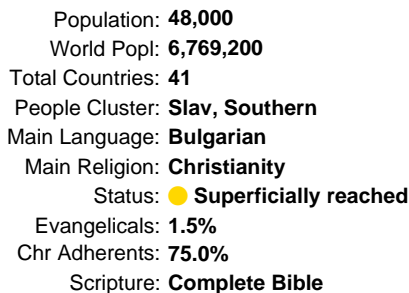 Population: 48,000
World Popl: 6,769,200
Total Countries: 41
People Cluster: Slav, Southern
Main Language: Bulgarian
Main Religion: Christianity
Status: Superficially reached
Evangelicals: 1.5%
Chr Adherents: 75.0%
Scripture: Complete Bible